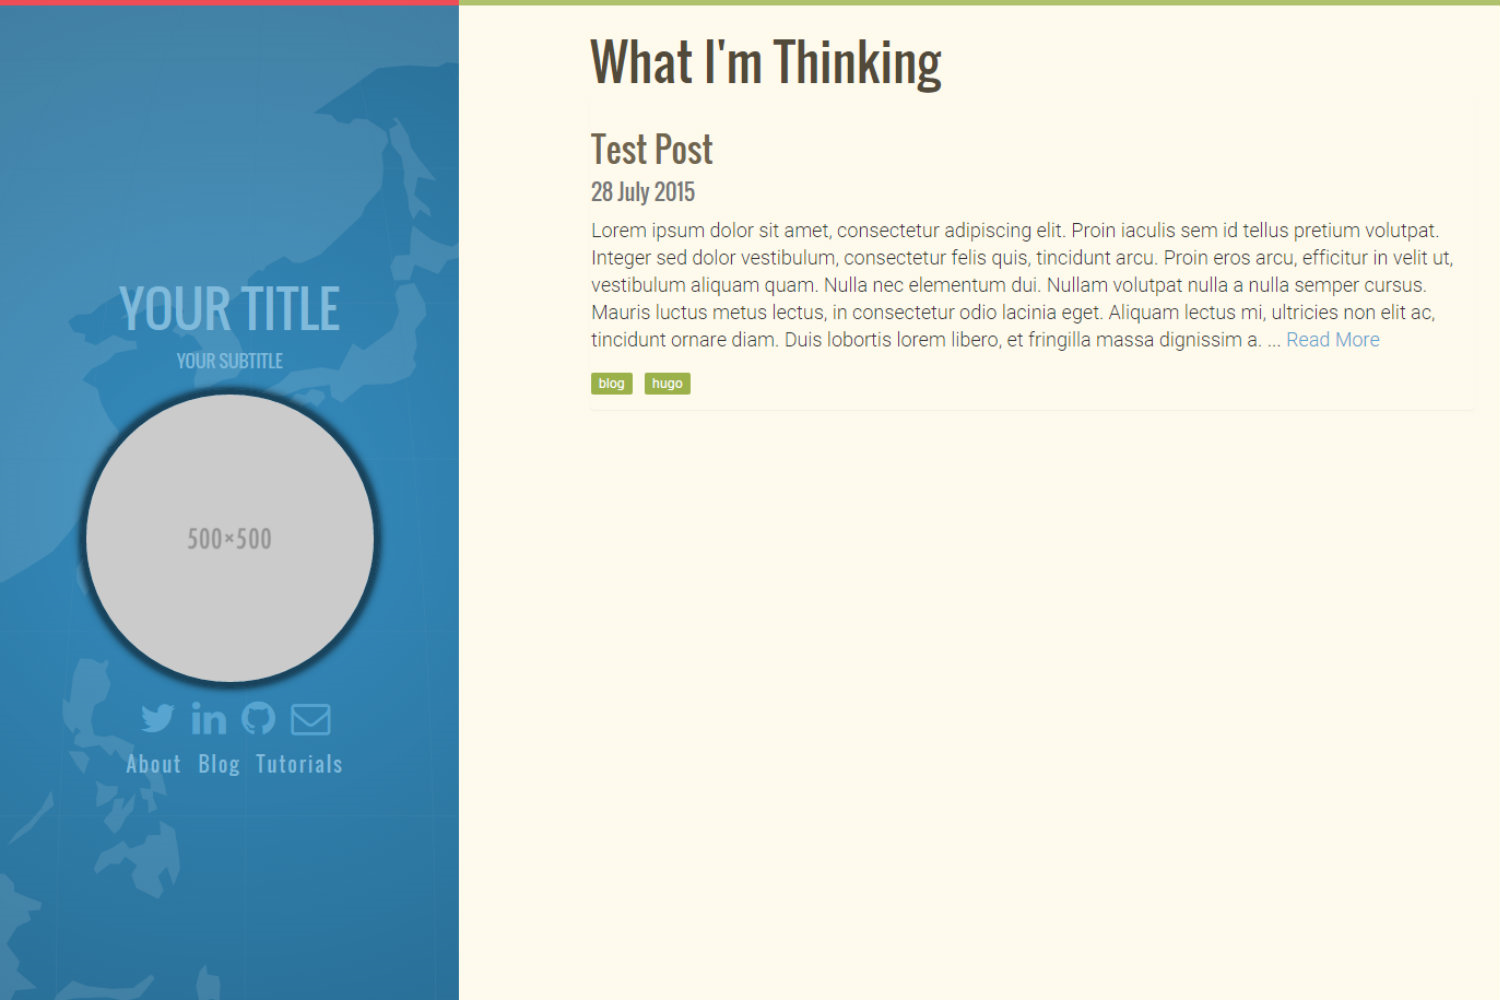 YOUR TITLE
YOUR SUBTITLE
500×500
About Blog Tutorials
What I'm Thinking
Test Post
28 July 2015
Lorem ipsum dolor sit amet, consectetur adipiscing elit. Proin iaculis sem id tellus pretium volutpat.
Integer sed dolor vestibulum, consectetur felis quis, tincidunt arcu. Proin eros arcu, efficitur in velit ut,
vestibulum aliquam quam. Nulla nec elementum dui. Nullam volutpat nulla a nulla semper cursus.
Mauris luctus metus lectus, in consectetur odio lacinia eget. Aliquam lectus mi, ultricies non elit ac,
tincidunt ornare diam. Duis lobortis lorem libero, et fringilla massa dignissim a. ... Read More
blog hugo